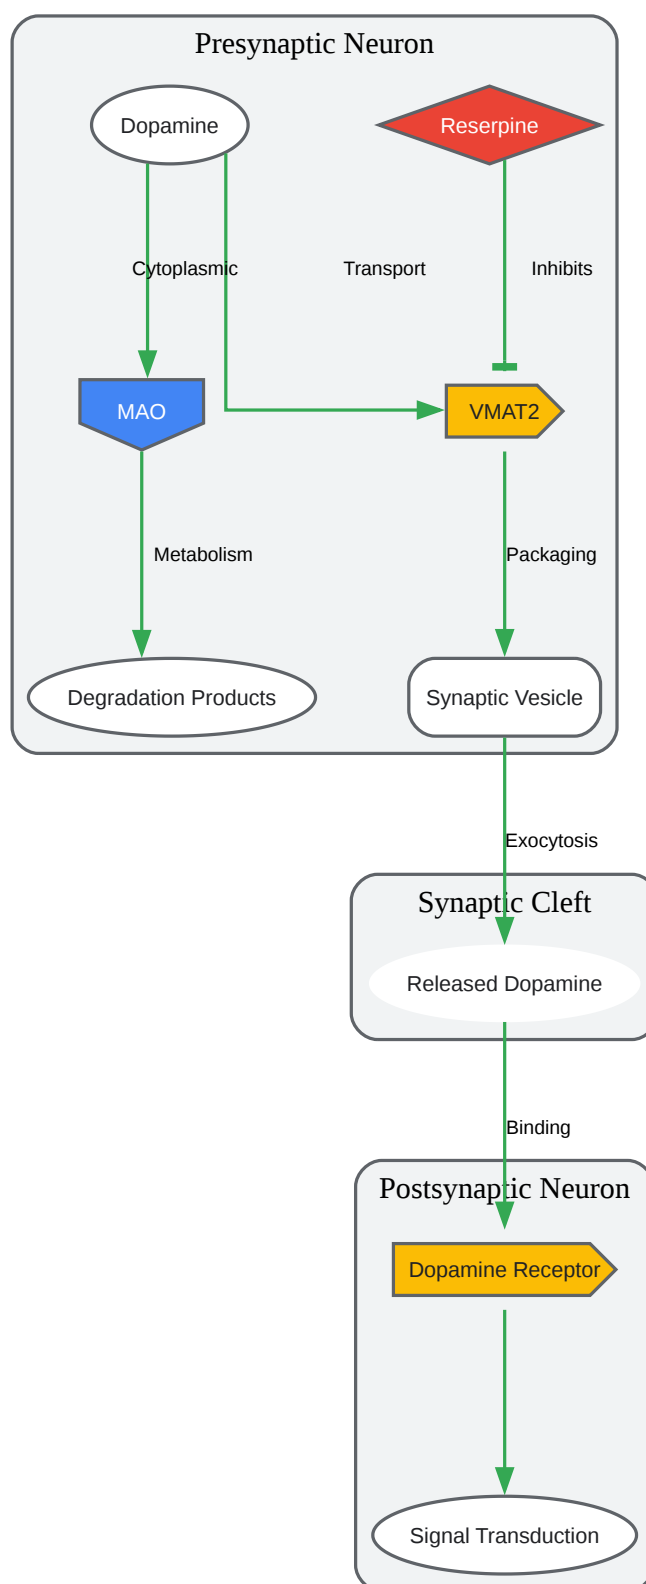 Presynaptic Neuron
Dopamine
Reserpine
Cytoplasmic
Transport
Inhibits
MAO
VMAT2
Metabolism
Packaging
Degradation Products
Synaptic Vesicle
Exocytosis
Synaptic Cleft
Released Dopamine
Binding
Postsynaptic Neuron
Dopamine Receptor
Signal Transduction